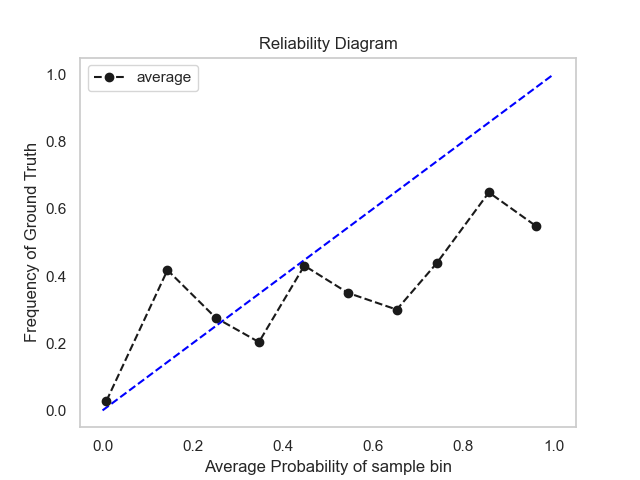 Reliability Diagram
average
Frequency of Ground Truth
1.0
0.8
0.6
0.4
0.2
0.0
0.0 0.2 0.4 0.6 0.8 1.0
Average Probability of sample bin